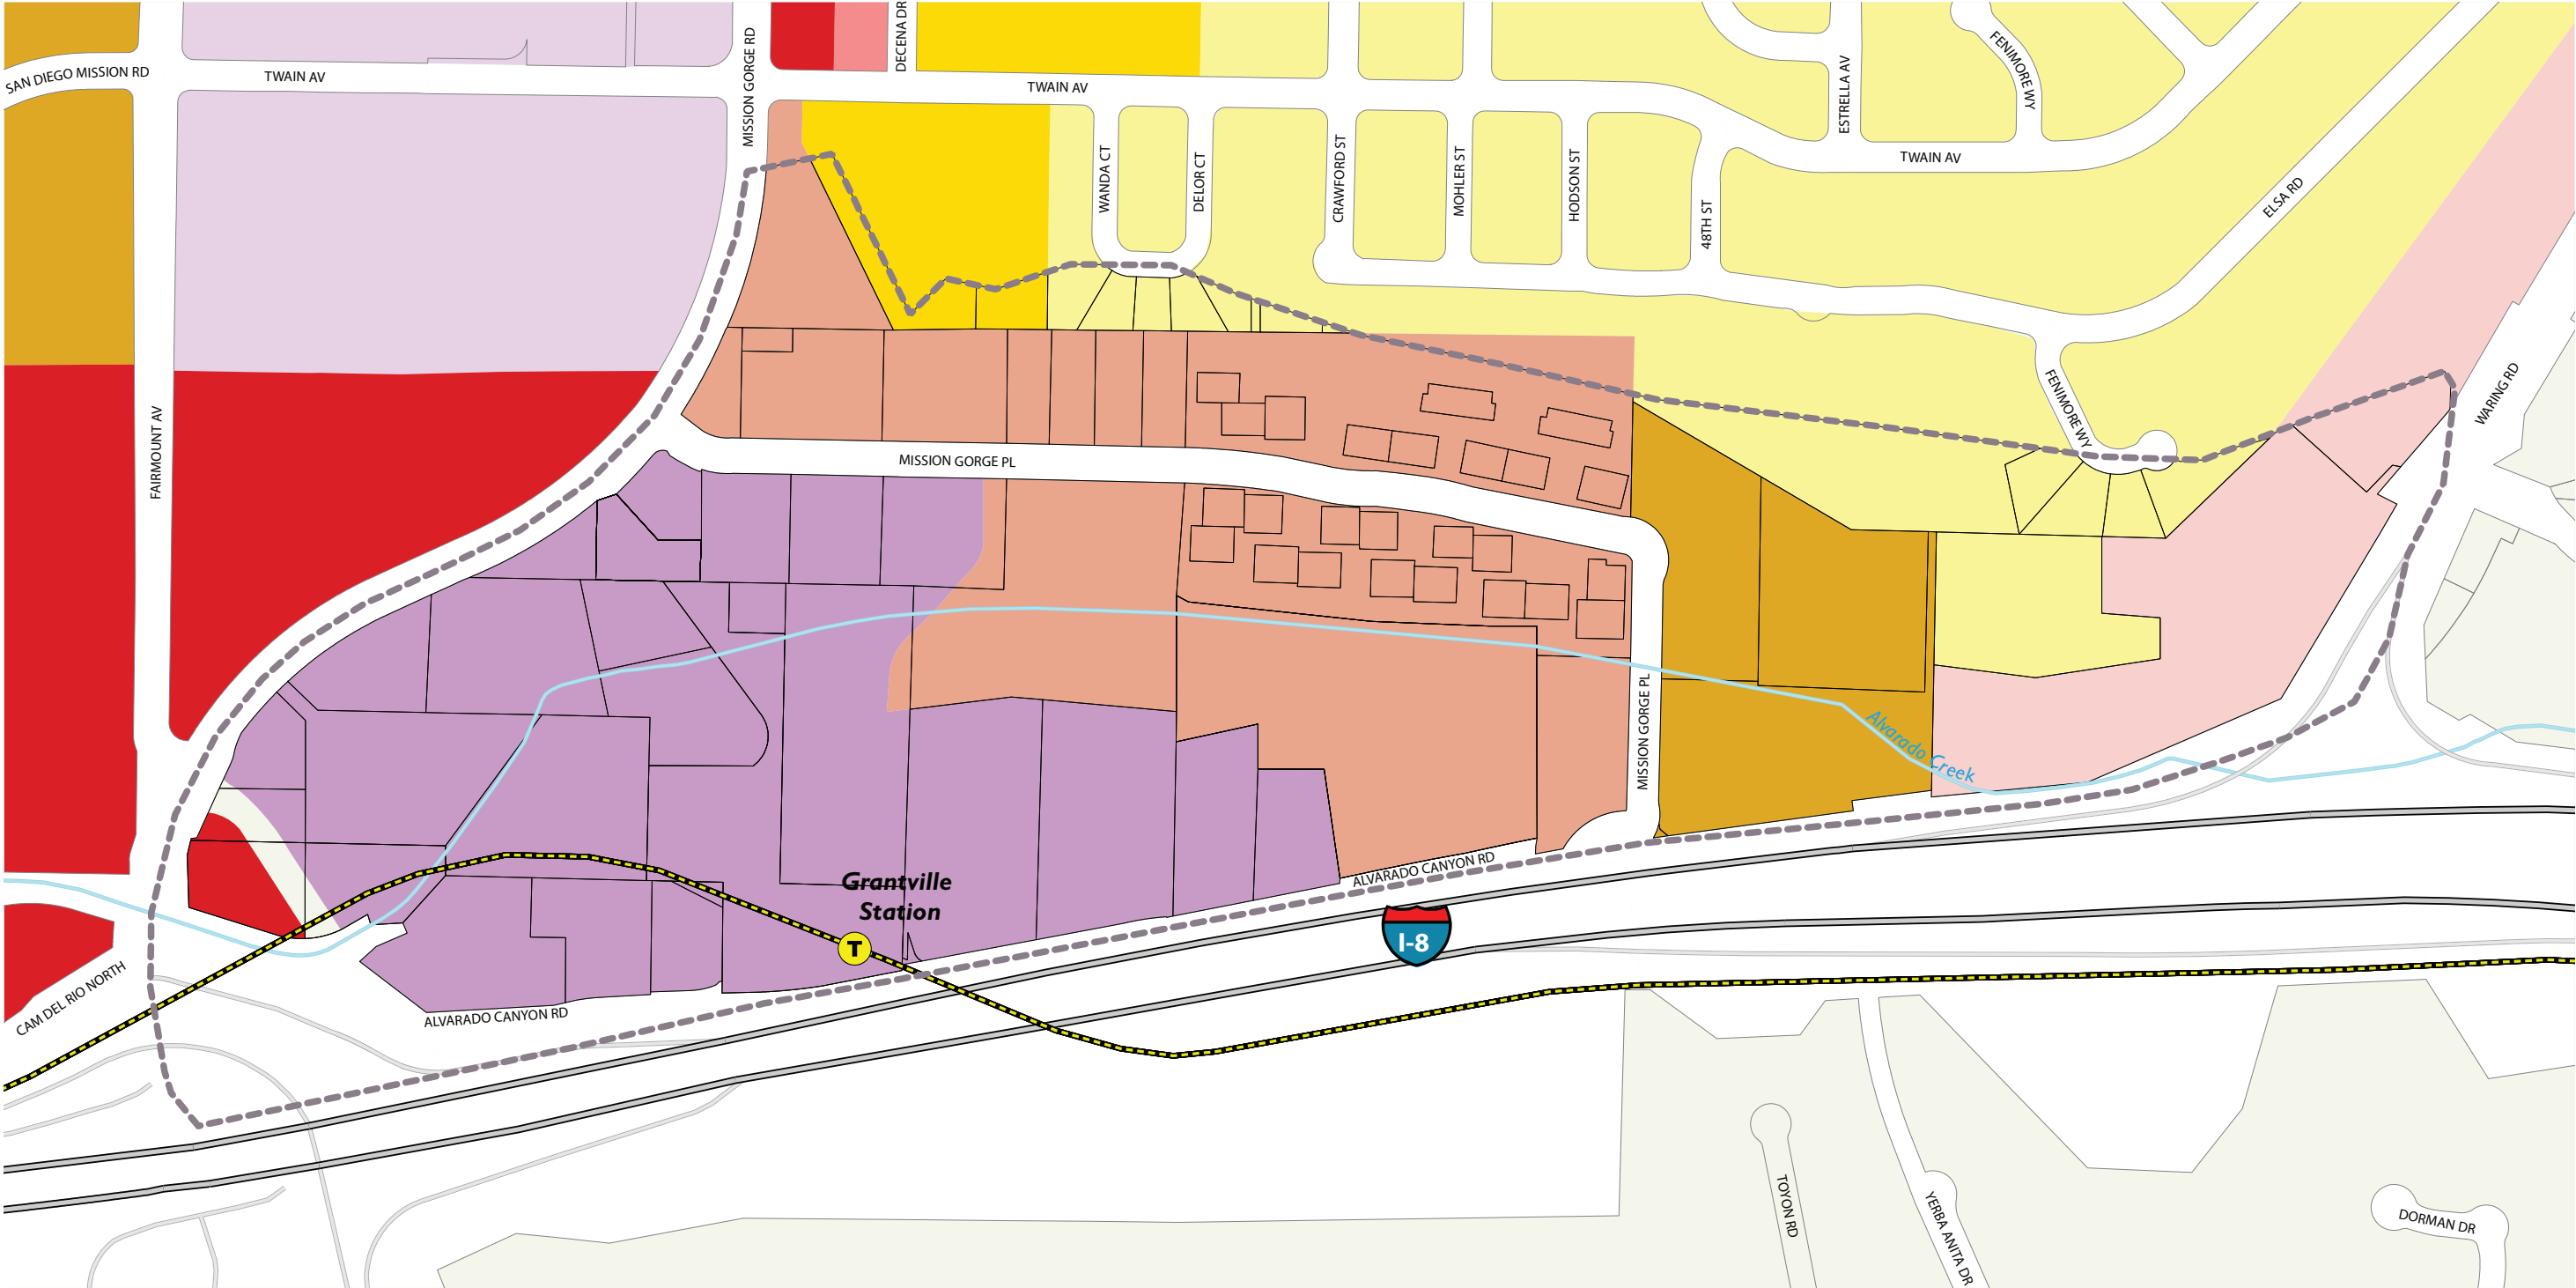 SAN DIEGO MISSION RD
TWAIN AV
MISSION GORGE RD
DECENA DR
TWAIN AV
ESTRELLA AV
FENIMORE WY
TWAIN AV
WANDA CT
DELOR CT
CRAWFORD ST
MOHLER ST
HODSON ST
48TH ST
ELSA RD
FAIRMOUNT AV
FENIMORE WY
WARING RD
MISSION GORGE PL
MISSION GORGE PL
Alvarado Creek
Grantville
Station
T
ALVARADO CANYON RD
I-8
CAM DEL RIO NORTH
ALVARADO CANYON RD
TOYON RD
YERBA ANITA DR
DORMAN DR